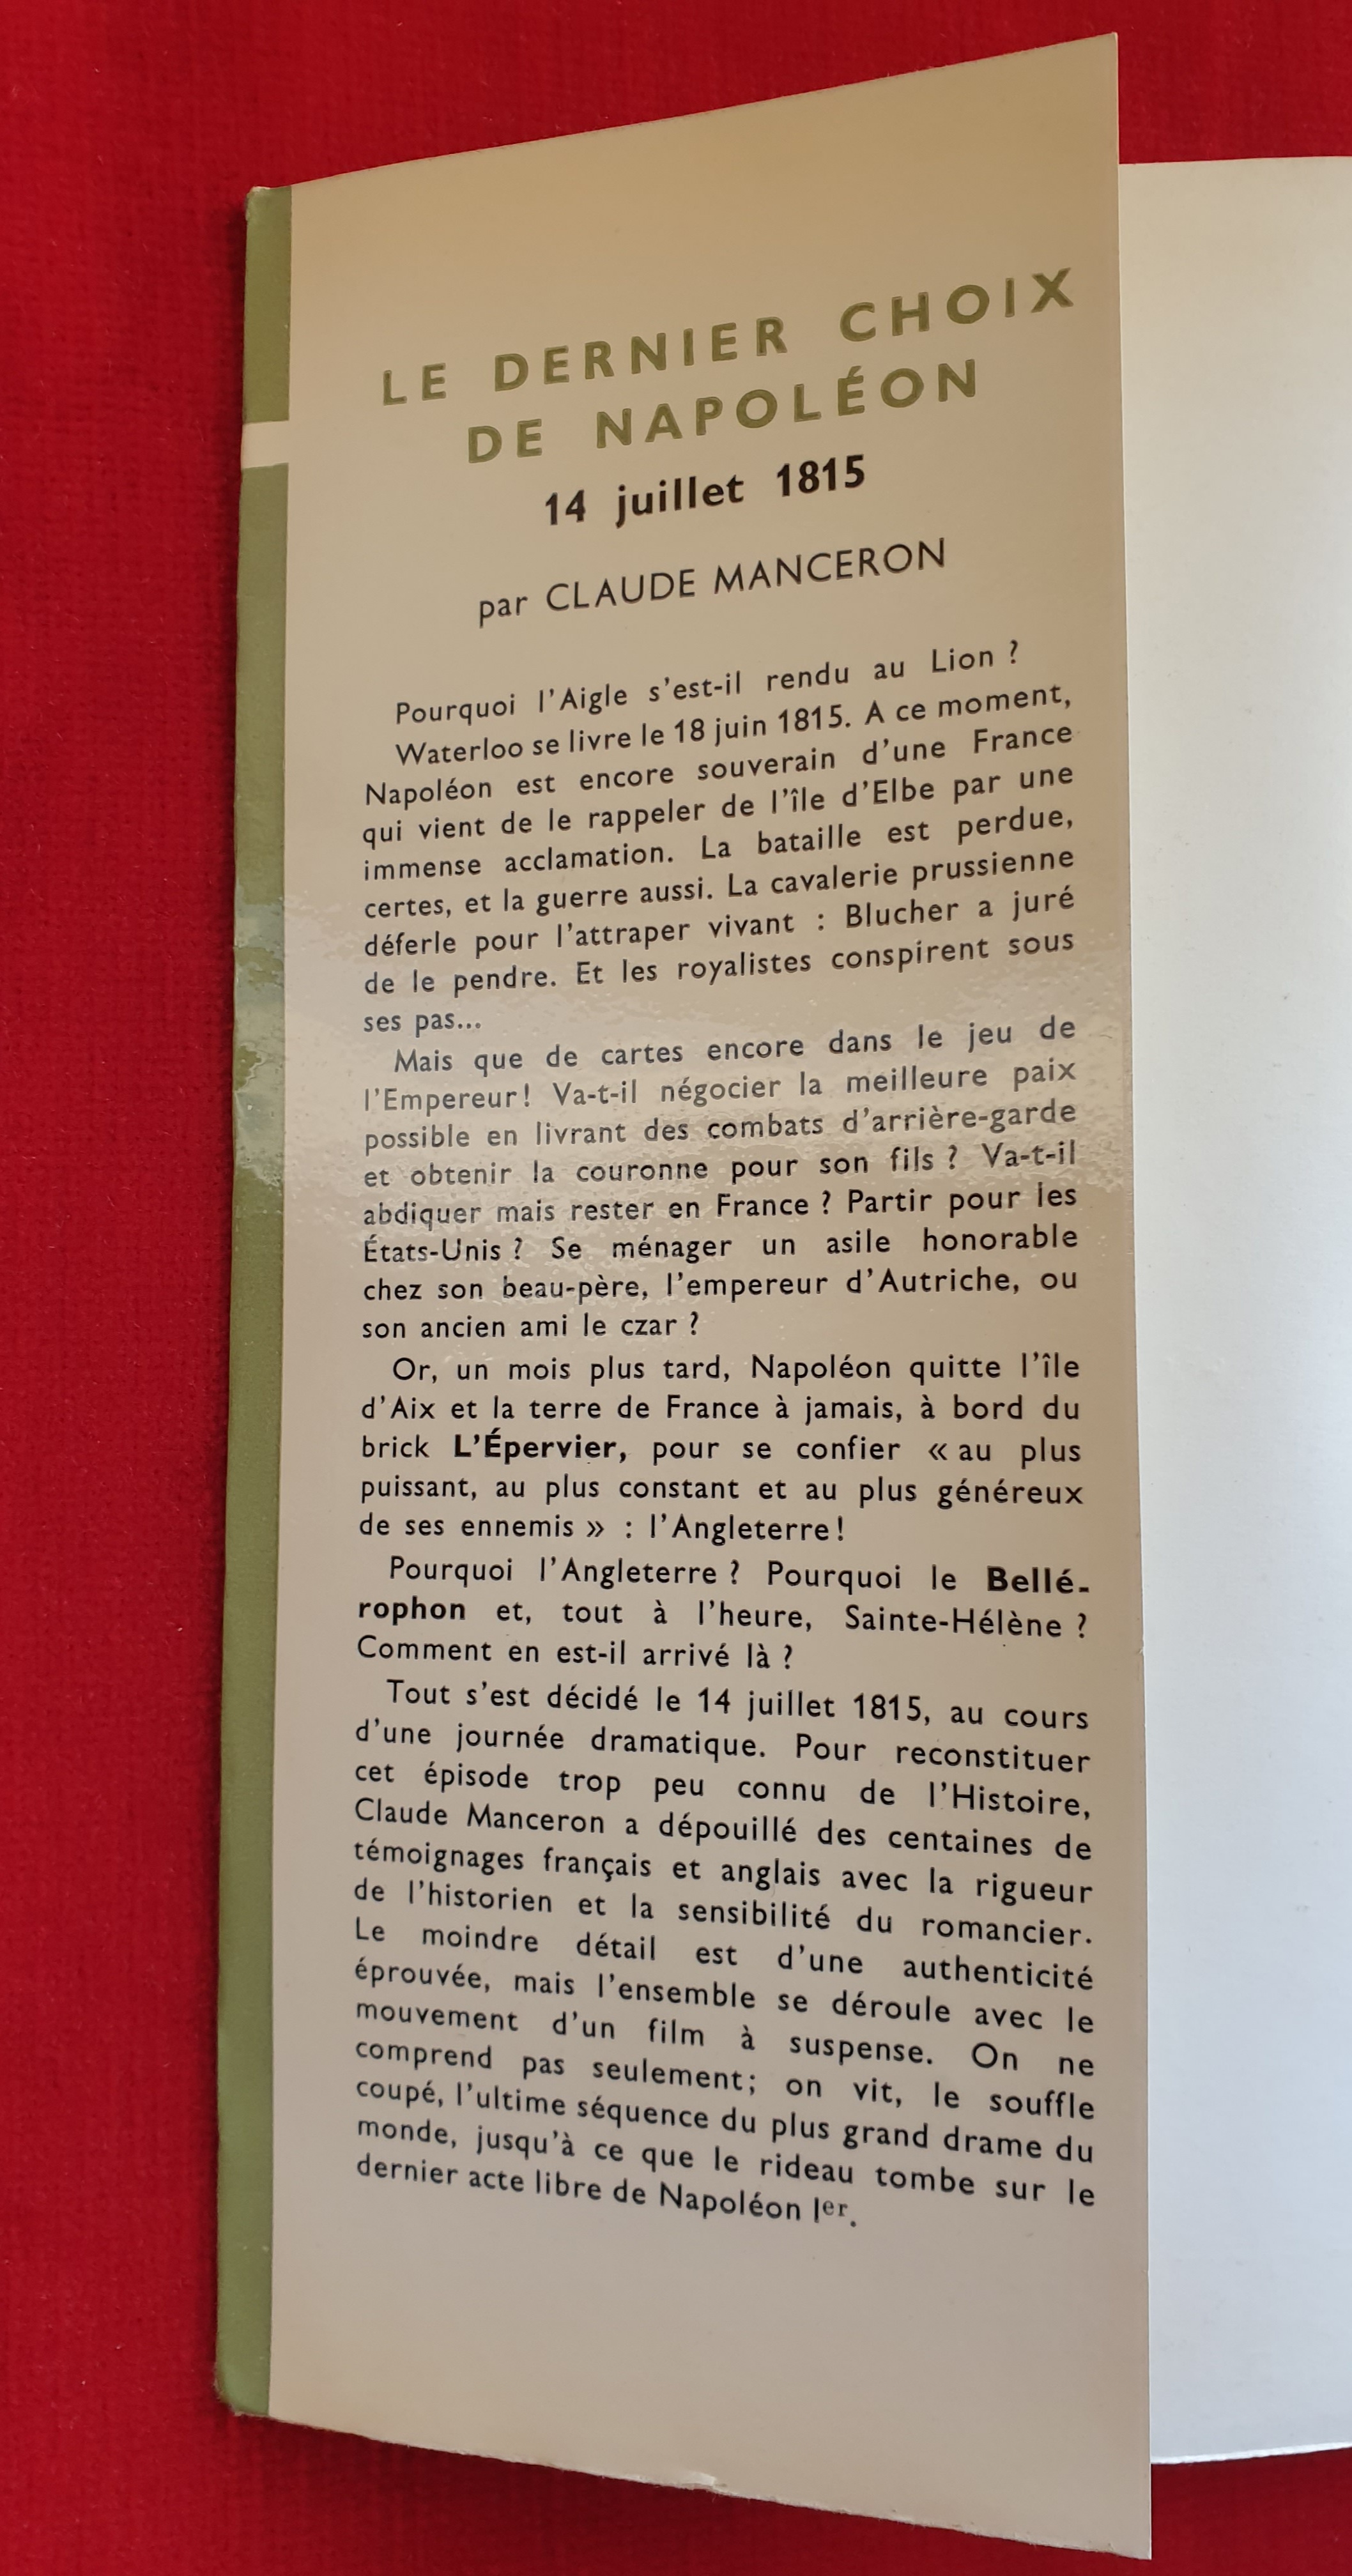 LE DERNIER CHOIX
DE NAPOLÉON
14 juillet 1815
par CLAUDE MANCERON
Pourquoi l'Aigle s'est-il rendu au Lion ?
Waterloo se livre le 18 juin 1815. A ce moment,
Napoléon est encore souverain d'une France
qui vient de le rappeler de l'île d'Elbe par une
immense acclamation. La bataille est perdue,
certes, et la guerre aussi. La cavalerie prussienne
déferle pour l'attraper vivant : Blucher a juré
de le pendre. Et les royalistes conspirent sous
ses pas...
Mais que de cartes encore dans le jeu de
l'Empereur! Va-t-il négocier la meilleure paix
possible en livrant des combats d'arrière-garde
et obtenir la couronne pour son fils ? Va-t-il
abdiquer mais rester en France ? Partir pour les
États-Unis ? Se ménager un asile honorable
chez son beau-père, l'empereur d'Autriche, ou
son ancien ami le czar ?
Or, un mois plus tard, Napoléon quitte l'île
d'Aix et la terre de France à jamais, à bord du
brick L'Épervier, pour se confier « au plus
puissant, au plus constant et au plus généreux
de ses ennemis » : l'Angleterre!
Pourquoi l'Angleterre ? Pourquoi le Bellé-
rophon et, tout à l'heure, Sainte-Hélène ?
Comment en est-il arrivé là ?
Tout s'est décidé le 14 juillet 1815, au cours
d'une journée dramatique. Pour reconstituer
cet épisode trop peu connu de l'Histoire,
Claude Manceron a dépouillé des centaines de
témoignages français et anglais avec la rigueur
de l'historien et la sensibilité du romancier.
Le moindre détail est d'une authenticité
éprouvée, mais l'ensemble se déroule avec le
mouvement d'un film à suspense. On ne
comprend pas seulement; on vit, le souffle
coupé, l'ultime séquence du plus grand drame du
monde, jusqu'à ce que le rideau tombe sur le
dernier acte libre de Napoléon Ier.